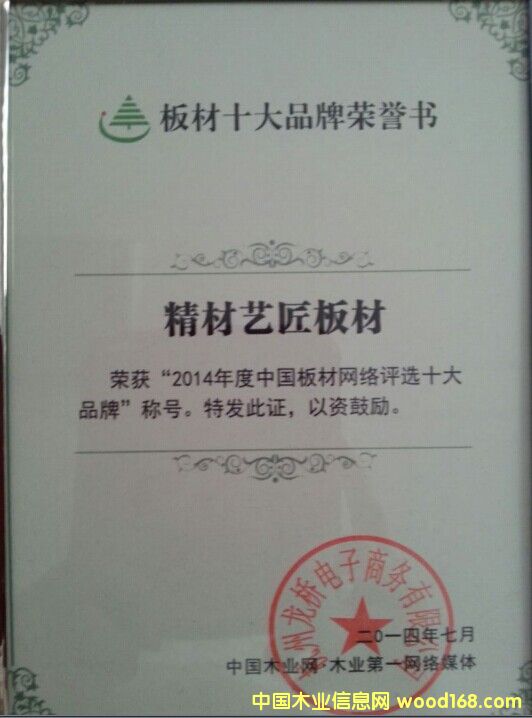 板材十大品牌荣誉书
精材艺匠板材
荣获“2014年度中国板材网络评选十大
品牌”称号。特发此证，以资鼓励。
州龙桥电子商务有限公司
二〇一四年七月
中国木业网 木业第一网络媒体
中国木业信息网 wood168.com